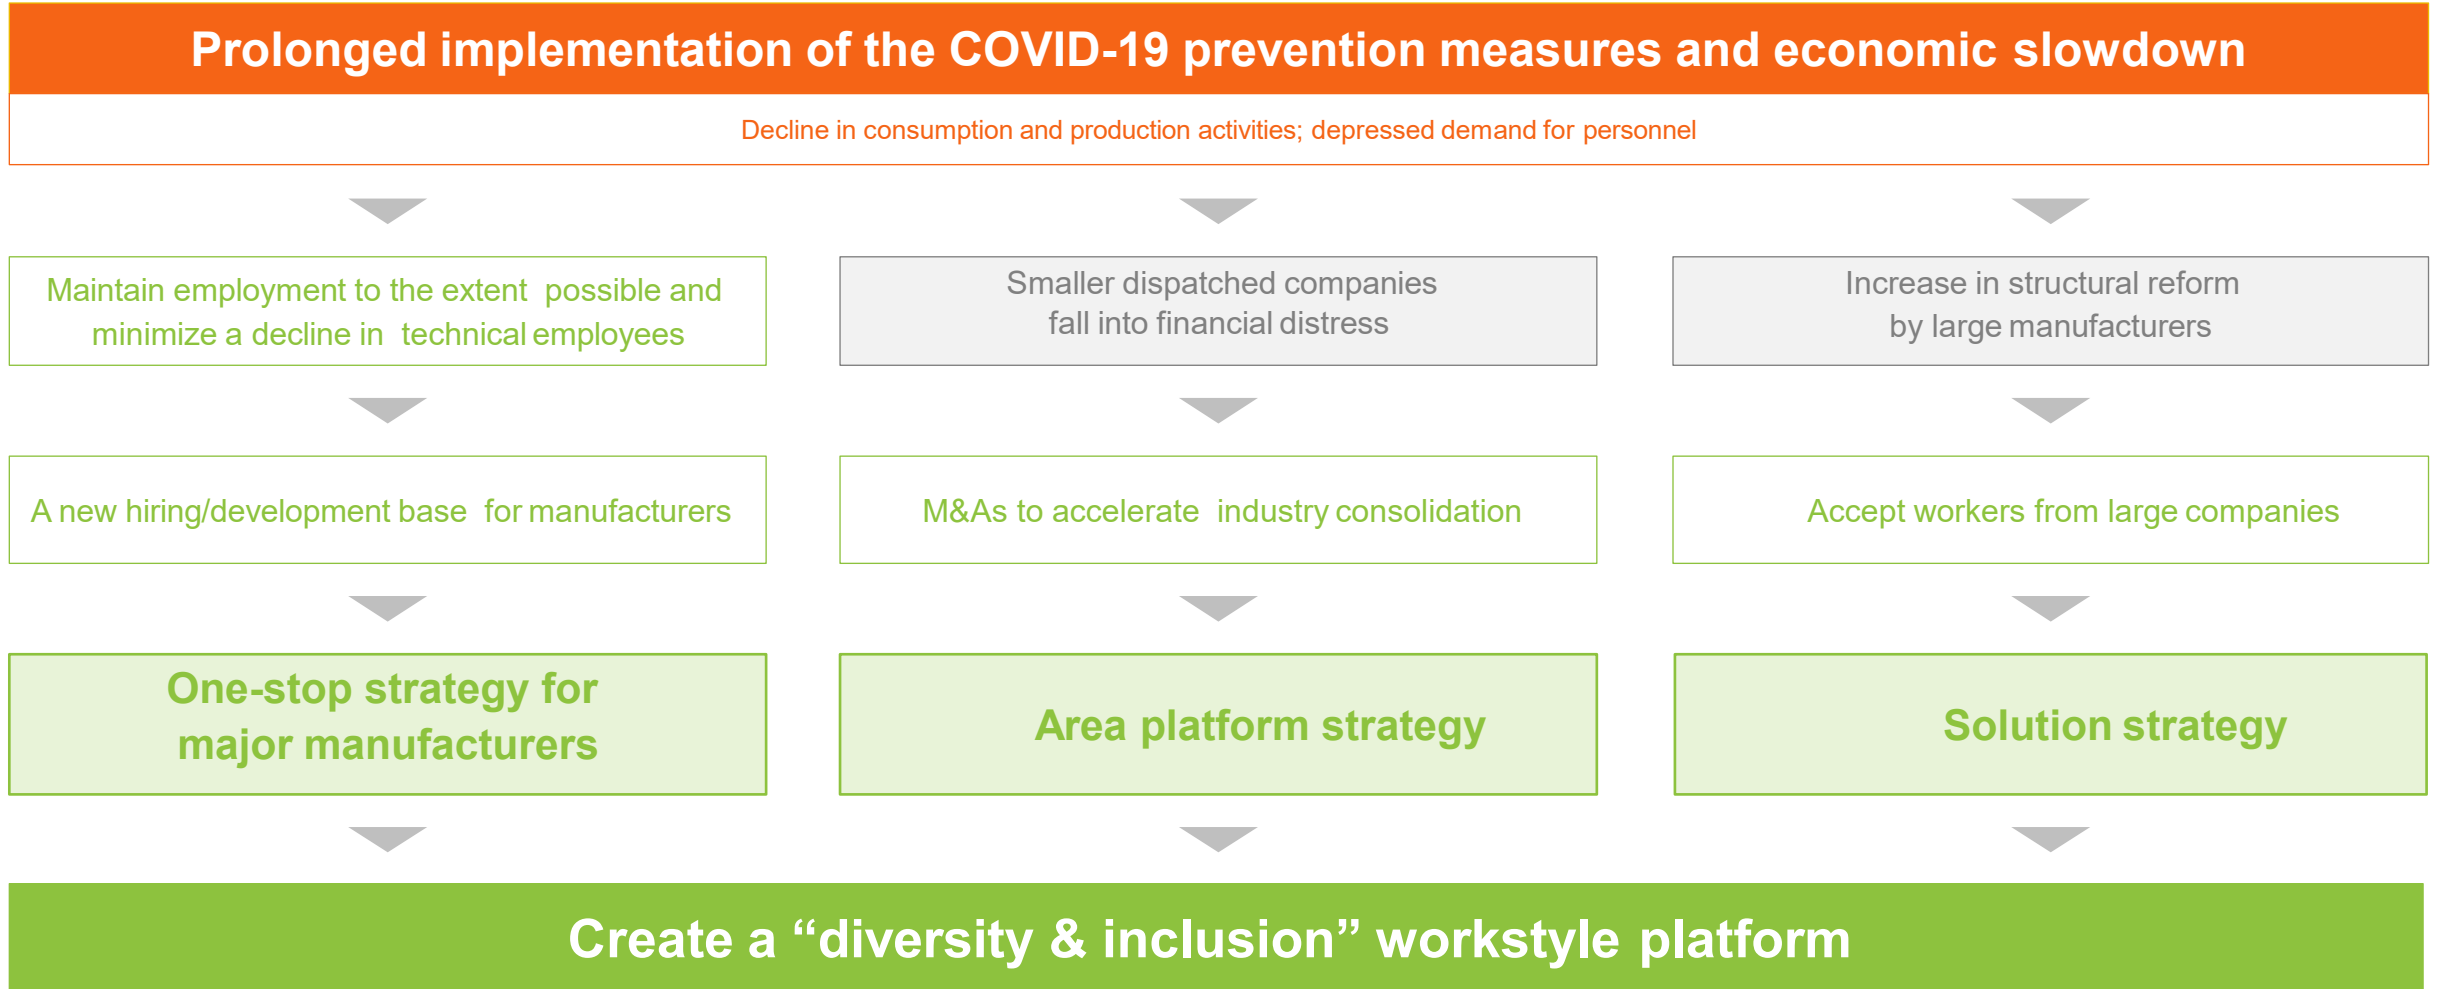 Prolonged implementation of the COVID-19 prevention measures and economic slowdown
Decline in consumption and production activities; depressed demand for personnel
Maintain employment to the extent possible and
minimize a decline in technical employees
Smaller dispatched companies
fall into financial distress
Increase in structural reform
by large manufacturers
A new hiring/development base for manufacturers
M&As to accelerate industry consolidation
Accept workers from large companies
One-stop strategy for
major manufacturers
Area platform strategy
Solution strategy
Create a “diversity & inclusion” workstyle platform